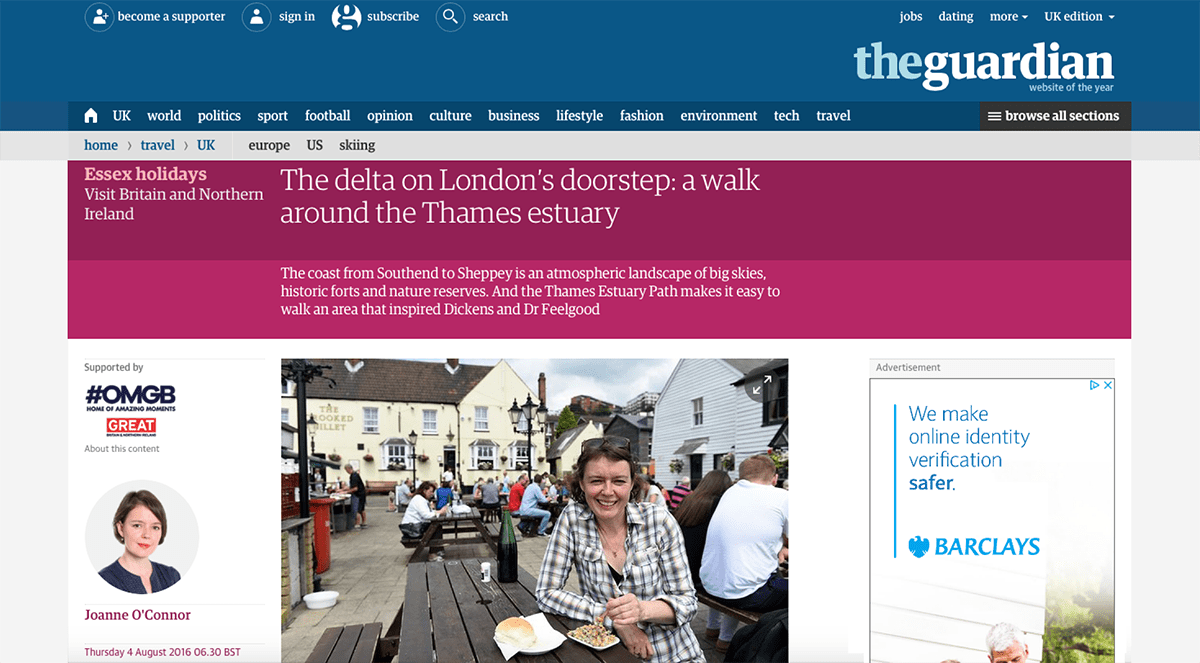 become a supporter
sign in
subscribe
search
jobs
dating
more
UK edition
theguardian
website of the year
UK
world
politics
sport
football
opinion
culture
business
lifestyle
fashion
environment
tech
travel
browse all sections
home
travel
UK
europe
US
skiing
Essex holidays
Visit Britain and Northern
Ireland
The delta on London’s doorstep: a walk
around the Thames estuary
The coast from Southend to Sheppey is an atmospheric landscape of big skies,
historic forts and nature reserves. And the Thames Estuary Path makes it easy to
walk an area that inspired Dickens and Dr Feelgood
Supported by
#OMGB
HOME OF AMAZING MOMENTS
GREAT
BRITAIN & NORTHERN IRELAND
About this content
Joanne O'Connor
Thursday 4 August 2016 06.30 BST
THE
CROOKED
BILLET
Advertisement
We make
online identity
verification
safer.
BARCLAYS